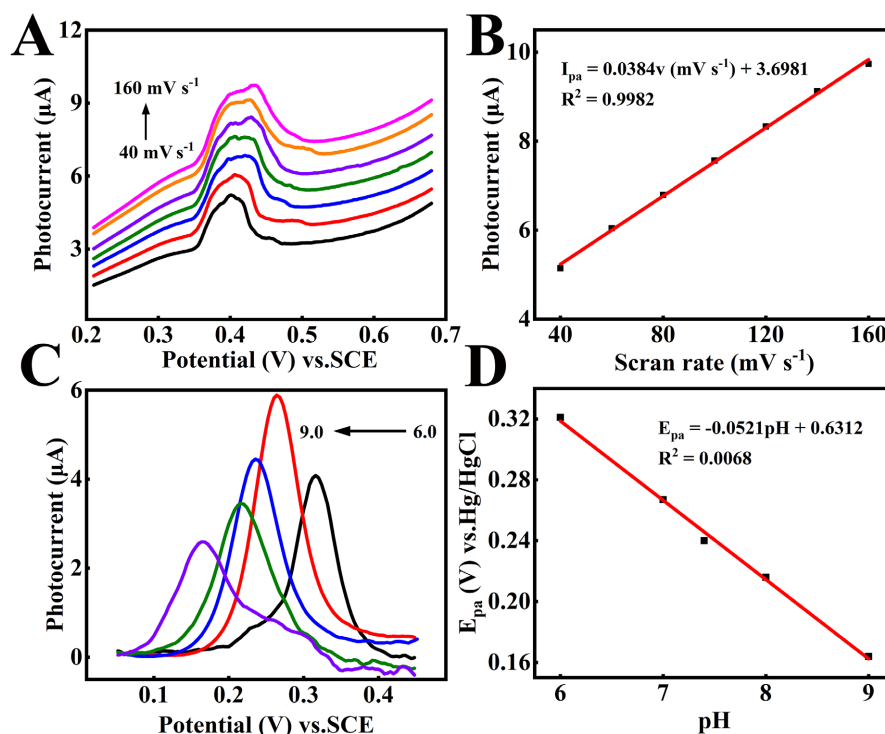 A
Photocurrent (μA)
12
9
6
3
160 mV s⁻¹
40 mV s⁻¹
0.2 0.3 0.4 0.5 0.6 0.7
Potential (V) vs.SCE
B
Photocurrent (μA)
10
8
6
4
I_pa = 0.0384v (mV s⁻¹) + 3.6981
R² = 0.9982
40 80 120 160
Scran rate (mV s⁻¹)
C
Photocurrent (μA)
6
4
2
0
9.0 6.0
0.1 0.2 0.3 0.4
Potential (V) vs.SCE
D
E_pa (V) vs.Hg/HgCl
0.32
0.28
0.24
0.20
0.16
E_pa = -0.0521pH + 0.6312
R² = 0.0068
6 7 8 9
pH